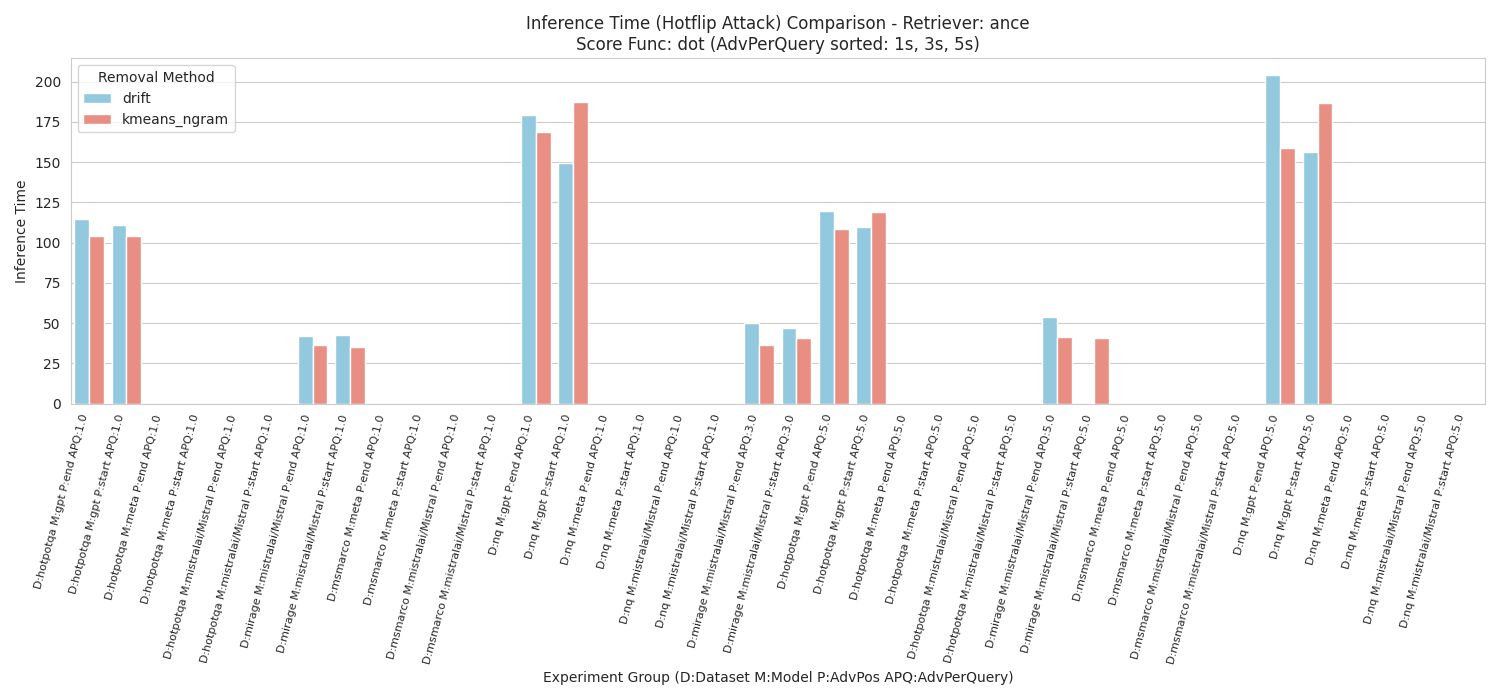 Inference Time (Hotflip Attack) Comparison - Retriever: ance
Score Func: dot (AdvPerQuery sorted: 1s, 3s, 5s)
Removal Method
drift
kmeans_ngram
Inference Time
200
175
150
125
100
75
50
25
0
D:hotpotqa M:gpt P:end APQ:1.0
D:hotpotqa M:gpt P:start APQ:1.0
D:hotpotqa M:meta P:end APQ:1.0
D:hotpotqa M:meta P:start APQ:1.0
D:hotpotqa M:mistralai/Mistral P:end APQ:1.0
D:hotpotqa M:mistralai/Mistral P:start APQ:1.0
D:mirage M:mistralai/Mistral P:end APQ:1.0
D:mirage M:mistralai/Mistral P:start APQ:1.0
D:msmarco M:meta P:end APQ:1.0
D:msmarco M:meta P:start APQ:1.0
D:msmarco M:mistralai/Mistral P:end APQ:1.0
D:msmarco M:mistralai/Mistral P:start APQ:1.0
D:nq M:gpt P:end APQ:1.0
D:nq M:gpt P:start APQ:1.0
D:nq M:meta P:end APQ:1.0
D:nq M:meta P:start APQ:1.0
D:nq M:mistralai/Mistral P:end APQ:1.0
D:nq M:mistralai/Mistral P:start APQ:1.0
D:mirage M:mistralai/Mistral P:end APQ:3.0
D:mirage M:mistralai/Mistral P:start APQ:3.0
D:hotpotqa M:gpt P:end APQ:5.0
D:hotpotqa M:gpt P:start APQ:5.0
D:hotpotqa M:meta P:end APQ:5.0
D:hotpotqa M:meta P:start APQ:5.0
D:hotpotqa M:mistralai/Mistral P:end APQ:5.0
D:hotpotqa M:mistralai/Mistral P:start APQ:5.0
D:mirage M:mistralai/Mistral P:end APQ:5.0
D:mirage M:mistralai/Mistral P:start APQ:5.0
D:msmarco M:meta P:end APQ:5.0
D:msmarco M:meta P:start APQ:5.0
D:msmarco M:mistralai/Mistral P:end APQ:5.0
D:msmarco M:mistralai/Mistral P:start APQ:5.0
D:nq M:gpt P:end APQ:5.0
D:nq M:gpt P:start APQ:5.0
D:nq M:meta P:end APQ:5.0
D:nq M:meta P:start APQ:5.0
D:nq M:mistralai/Mistral P:end APQ:5.0
D:nq M:mistralai/Mistral P:start APQ:5.0
Experiment Group (D:Dataset M:Model P:AdvPos APQ:AdvPerQuery)